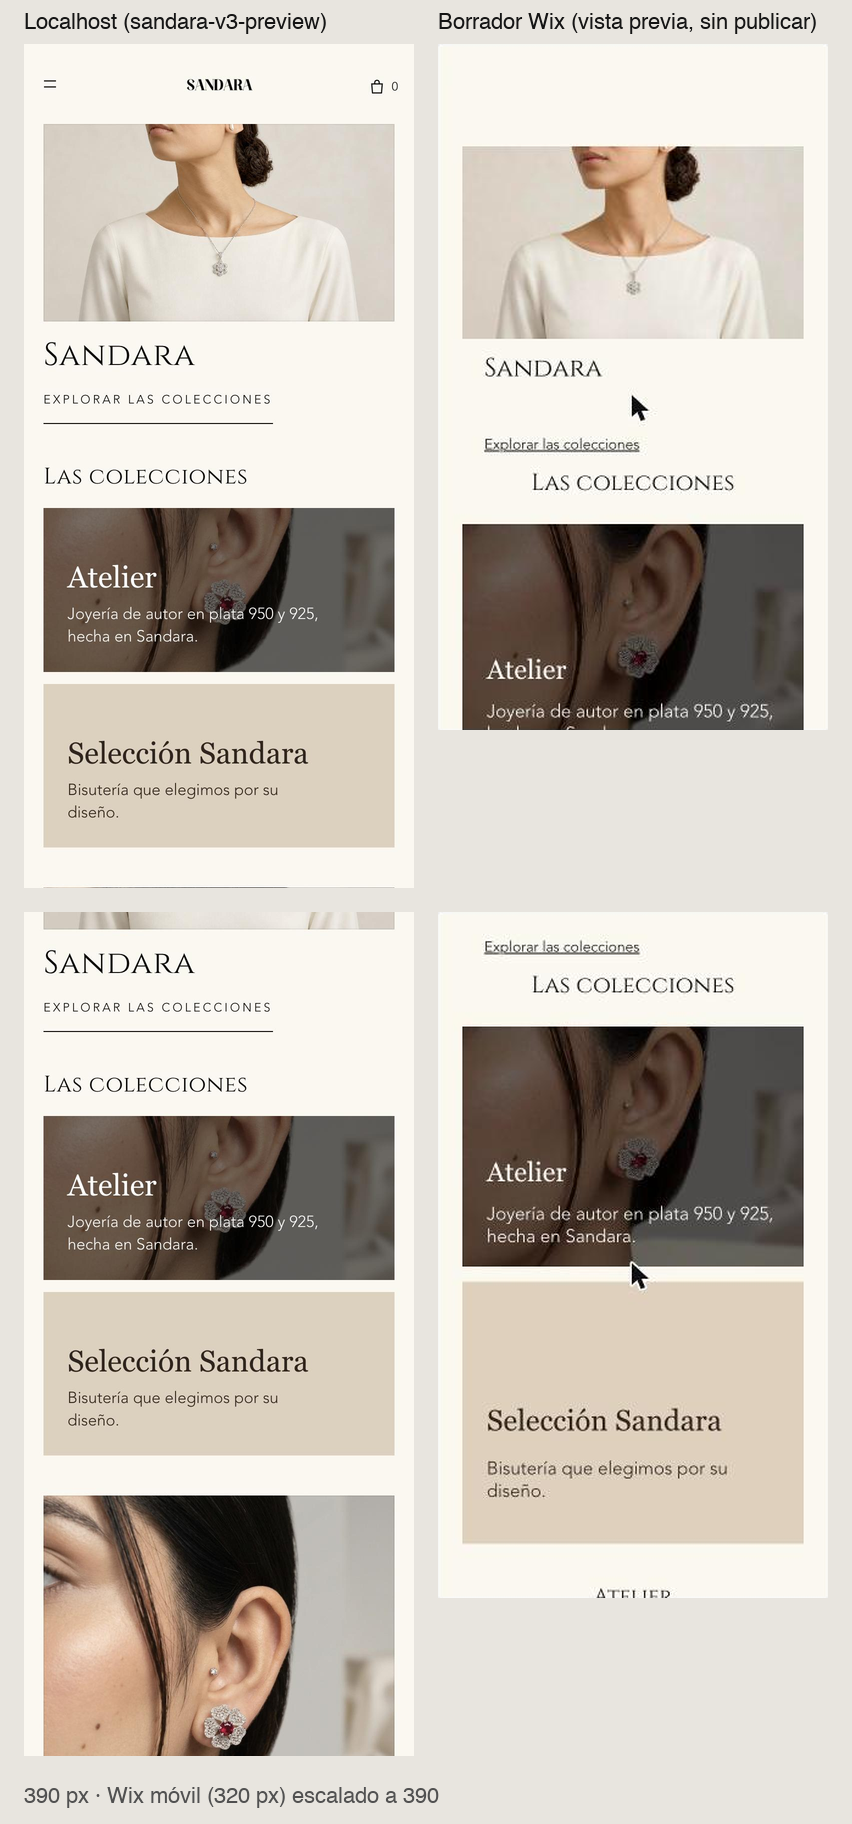 Localhost (sandara-v3-preview)
Borrador Wix (vista previa, sin publicar)
SANDARA
0
SANDARA
EXPLORAR LAS COLECCIONES
LAS COLECCIONES
Atelier
Joyería de autor en plata 950 y 925,
hecha en Sandara.
Selección Sandara
Bisutería que elegimos por su
diseño.
SANDARA
Explorar las colecciones
LAS COLECCIONES
Atelier
Joyería de autor en plata 950 y 925,
SANDARA
EXPLORAR LAS COLECCIONES
LAS COLECCIONES
Atelier
Joyería de autor en plata 950 y 925,
hecha en Sandara.
Selección Sandara
Bisutería que elegimos por su
diseño.
Explorar las colecciones
LAS COLECCIONES
Atelier
Joyería de autor en plata 950 y 925,
hecha en Sandara.
Selección Sandara
Bisutería que elegimos por su
diseño.
ATELIER
390 px · Wix móvil (320 px) escalado a 390